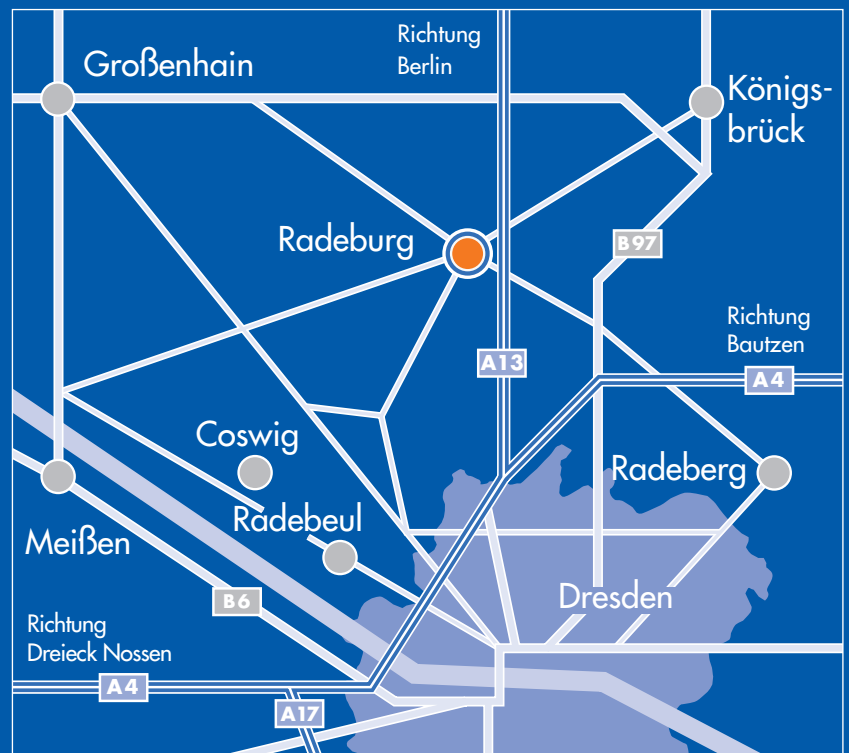 Großenhain
Richtung
Berlin
Königs-
brück
Radeburg
B97
Richtung
Bautzen
A13
A4
Coswig
Radeberg
Radebeul
Meißen
Dresden
B6
Richtung
Dreieck Nossen
A4
A17